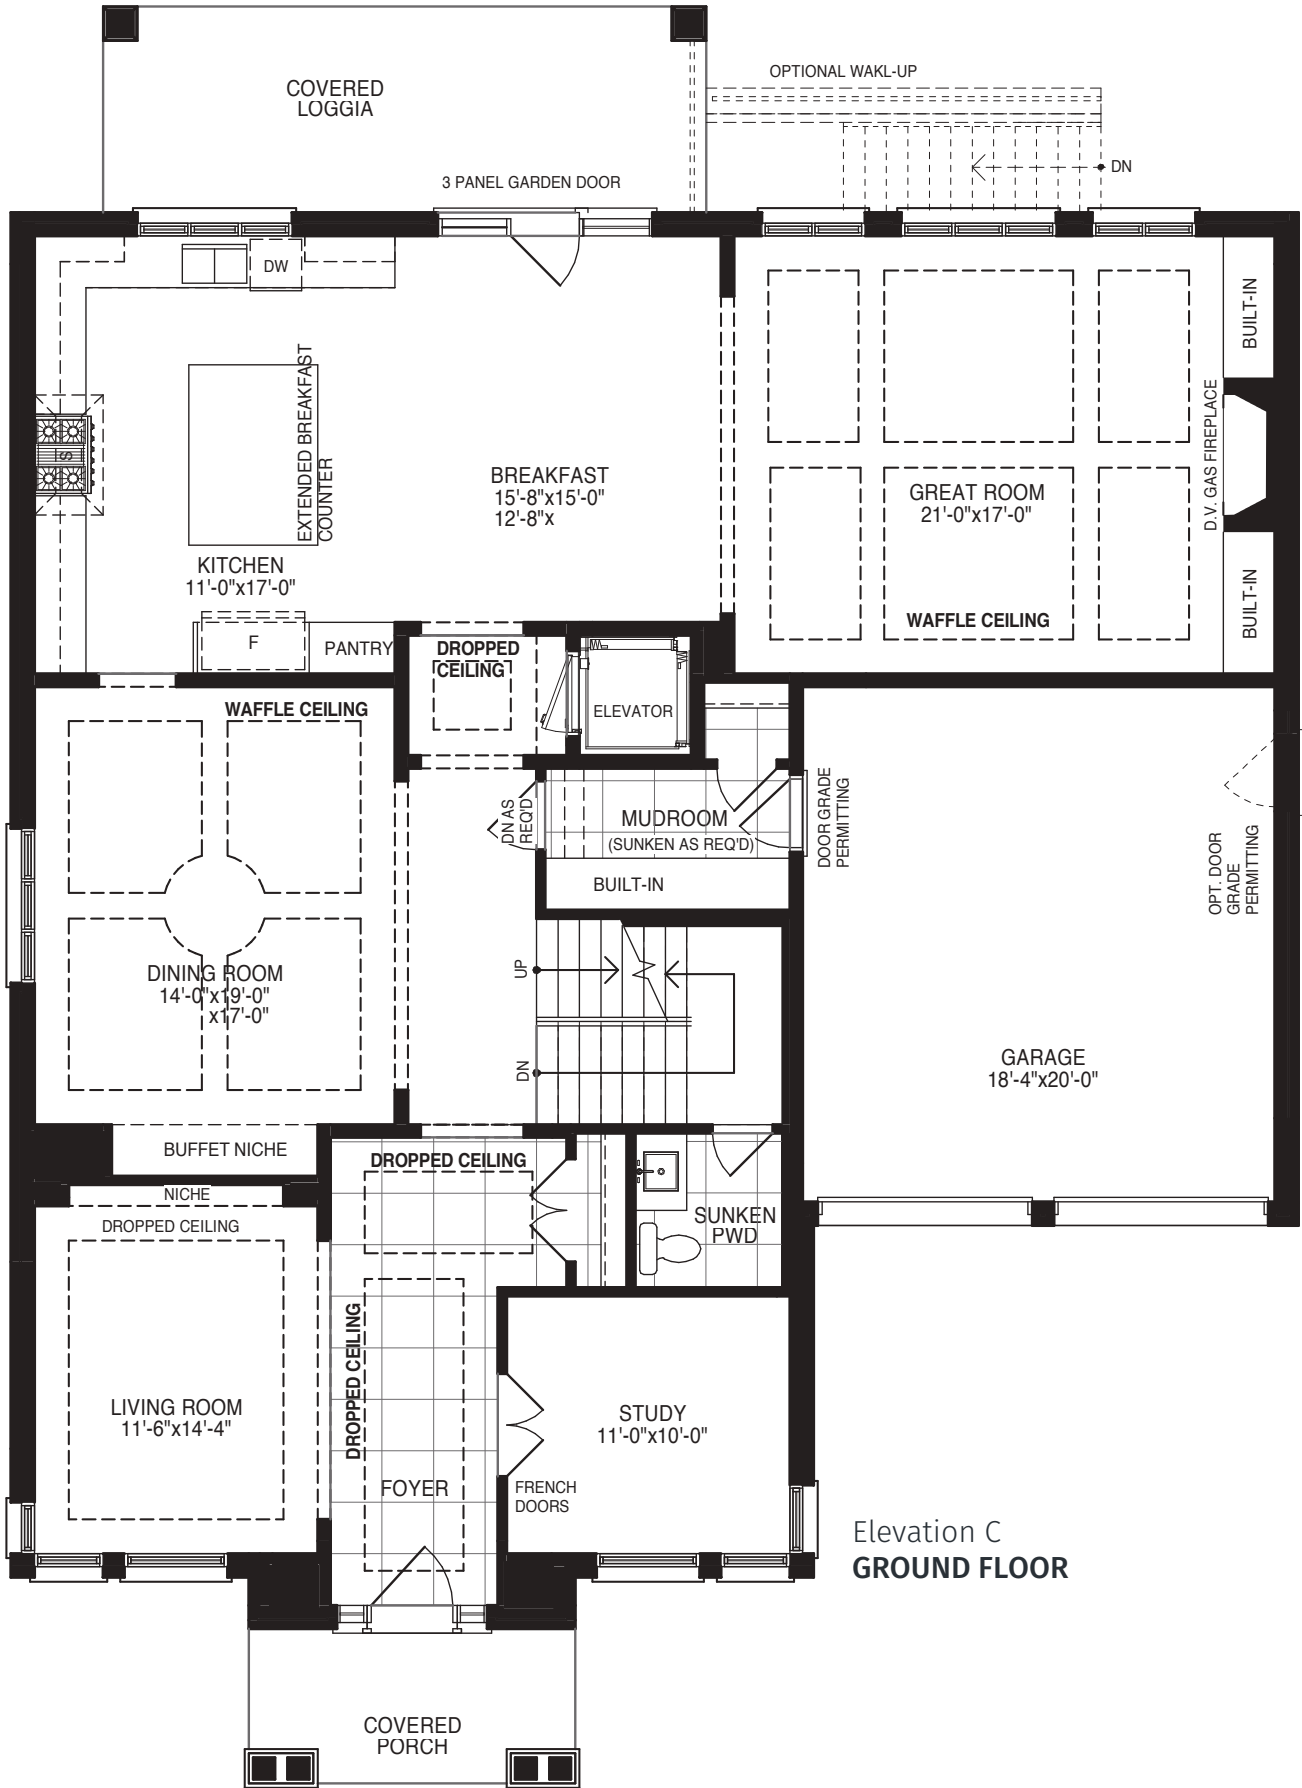 COVERED
LOGGIA
OPTIONAL WAKL-UP
DN
3 PANEL GARDEN DOOR
DW
BUILT-IN
EXTENDED BREAKFAST
COUNTER
S
D.V. GAS FIREPLACE
BREAKFAST
15'-8"x15'-0"
12'-8"x
GREAT ROOM
21'-0"x17'-0"
KITCHEN
11'-0"x17'-0"
BUILT-IN
WAFFLE CEILING
F
PANTRY
DROPPED
CEILING
WAFFLE CEILING
ELEVATOR
DN AS
REQ'D
MUDROOM
(SUNKEN AS REQ'D)
DOOR GRADE
PERMITTING
OPT. DOOR
GRADE
PERMITTING
BUILT-IN
UP
DINING ROOM
14'-0"x19'-0"
x17'-0"
DN
GARAGE
18'-4"x20'-0"
BUFFET NICHE
DROPPED CEILING
NICHE
DROPPED CEILING
SUNKEN
PWD
DROPPED CEILING
LIVING ROOM
11'-6"x14'-4"
STUDY
11'-0"x10'-0"
FOYER
FRENCH
DOORS
Elevation C
GROUND FLOOR
COVERED
PORCH